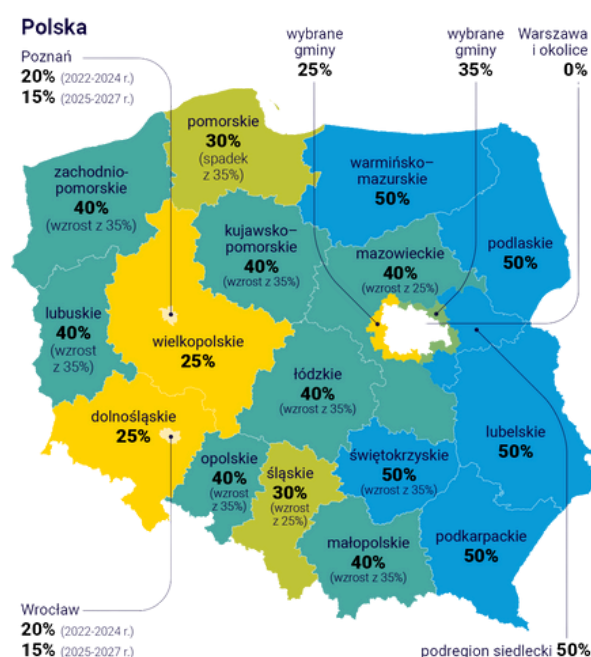 Polska
Poznań
20% (2022-2024 r.)
15% (2025-2027 r.)
wybrane
gminy
25%
wybrane
gminy
35%
Warszawa
i okolice
0%
pomorskie
30%
(spadek
z 35%)
zachodnio-
pomorskie
40%
(wzrost z 35%)
warmińsko–
mazurskie
50%
kujawsko–
pomorskie
40%
(wzrost z 35%)
mazowieckie
40%
(wzrost z 25%)
podlaskie
50%
lubuskie
40%
(wzrost
z 35%)
wielkopolskie
25%
łódzkie
40%
(wzrost z 35%)
dolnośląskie
25%
lubelskie
50%
opolskie
40%
(wzrost
z 35%)
śląskie
30%
(wzrost
z 25%)
świętokrzyskie
50%
(wzrost z 35%)
małopolskie
40%
(wzrost z 35%)
podkarpackie
50%
Wrocław
20% (2022-2024 r.)
15% (2025-2027 r.)
podregion siedlecki 50%